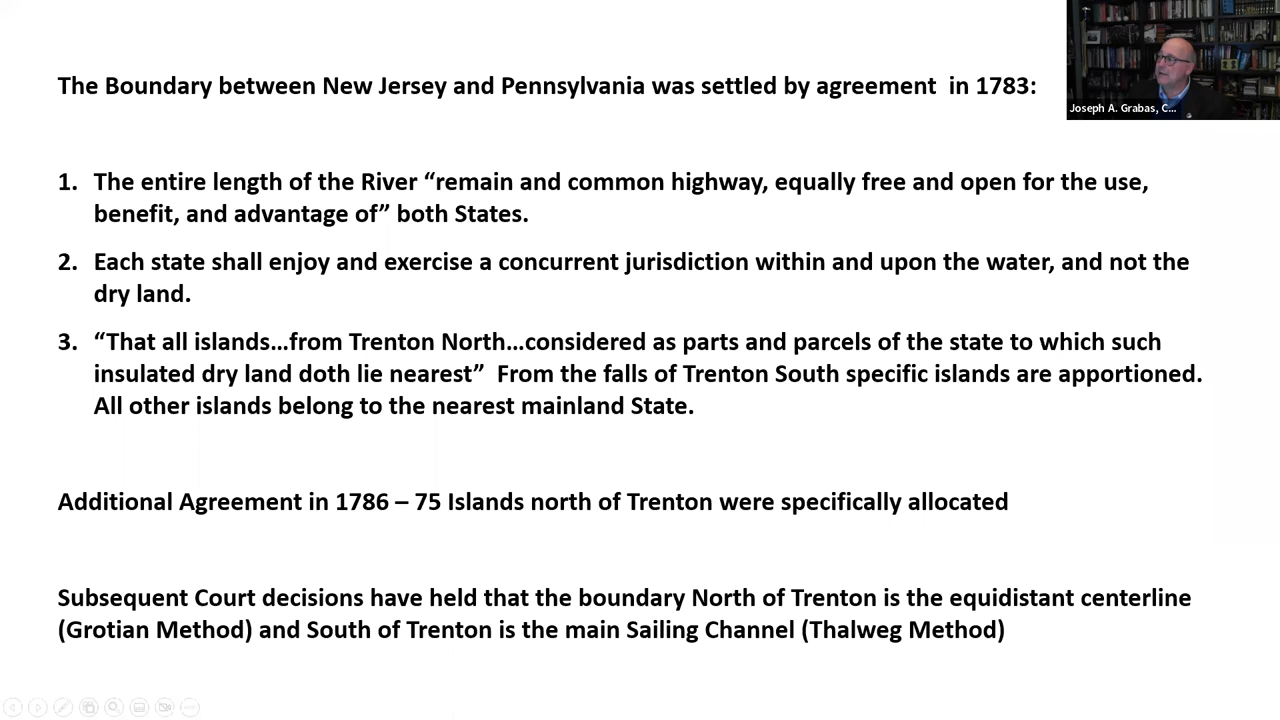 The Boundary between New Jersey and Pennsylvania was settled by agreement  in 1783:
Joseph A. Grabas, C...
1. The entire length of the River “remain and common highway, equally free and open for the use,
benefit, and advantage of” both States.
2. Each state shall enjoy and exercise a concurrent jurisdiction within and upon the water, and not the
dry land.
3. “That all islands…from Trenton North…considered as parts and parcels of the state to which such
insulated dry land doth lie nearest”  From the falls of Trenton South specific islands are apportioned.
All other islands belong to the nearest mainland State.
Additional Agreement in 1786 – 75 Islands north of Trenton were specifically allocated
Subsequent Court decisions have held that the boundary North of Trenton is the equidistant centerline
(Grotian Method) and South of Trenton is the main Sailing Channel (Thalweg Method)